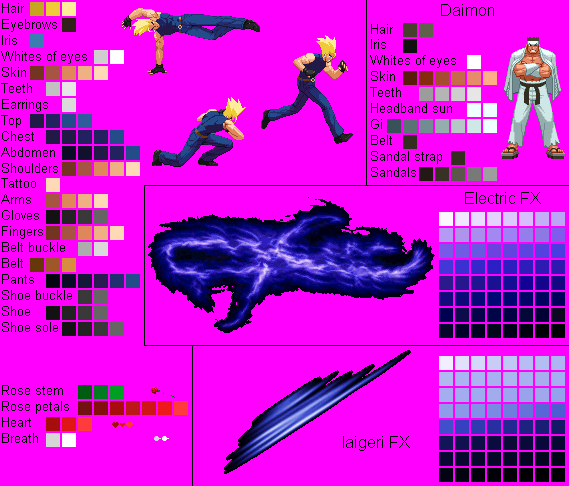 Hair
Eyebrows
Iris
Whites of eyes
Skin
Teeth
Earrings
Top
Chest
Abdomen
Shoulders
Tattoo
Arms
Gloves
Fingers
Belt buckle
Belt
Pants
Shoe buckle
Shoe
Shoe sole
Rose stem
Rose petals
Heart
Breath
Daimon
Hair
Iris
Whites of eyes
Skin
Teeth
Headband sun
Gi
Belt
Sandal strap
Sandals
Electric FX
Iaigeri FX